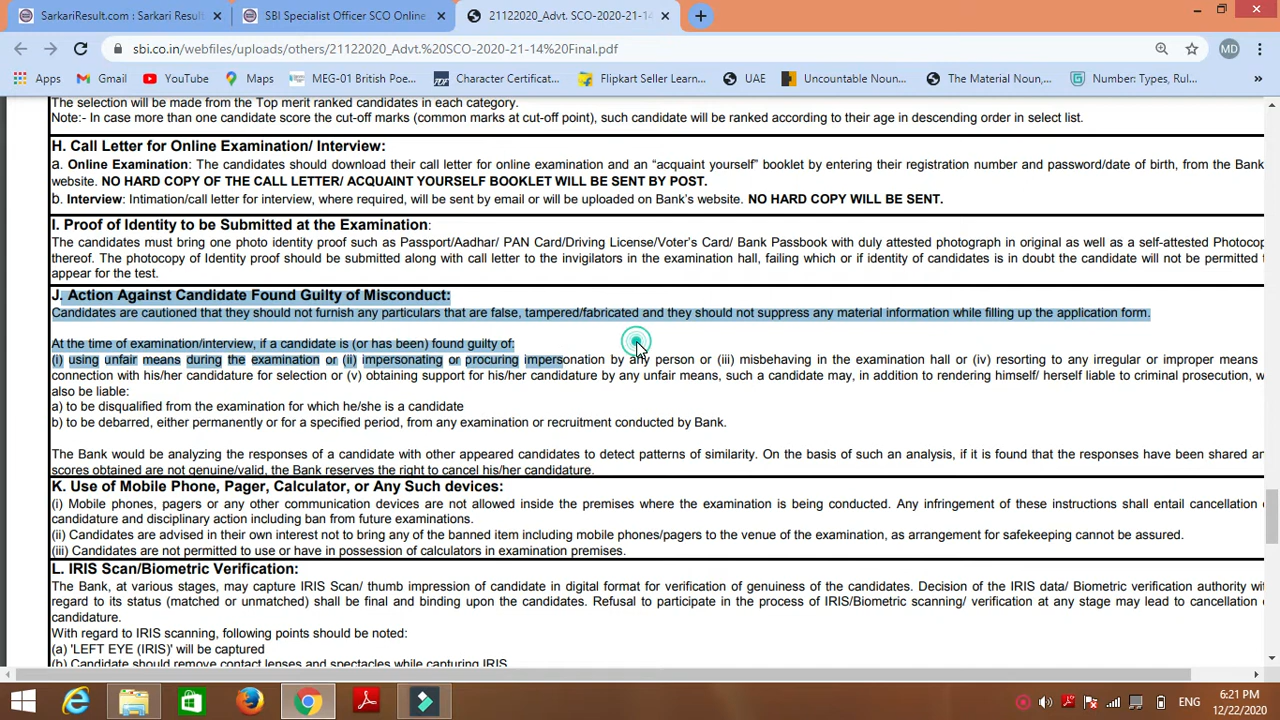 SarkariResult.com : Sarkari Resul
SBI Specialist Officer SCO Online
21122020_Advt. SCO-2020-21-14
sbi.co.in/webfiles/uploads/others/21122020_Advt.%20SCO-2020-21-14%20Final.pdf
MD
Apps
Gmail
YouTube
Maps
MEG-01 British Poe...
Character Certificat...
Flipkart Seller Learn...
UAE
Uncountable Noun...
The Material Noun,...
Number: Types, Rul...
»
The selection will be made from the Top merit ranked candidates in each category.
Note:- In case more than one candidate score the cut-off marks (common marks at cut-off point), such candidate will be ranked according to their age in descending order in select list.
H. Call Letter for Online Examination/ Interview:
a. Online Examination: The candidates should download their call letter for online examination and an “acquaint yourself” booklet by entering their registration number and password/date of birth, from the Bank
website. NO HARD COPY OF THE CALL LETTER/ ACQUAINT YOURSELF BOOKLET WILL BE SENT BY POST.
b. Interview: Intimation/call letter for interview, where required, will be sent by email or will be uploaded on Bank's website. NO HARD COPY WILL BE SENT.
I. Proof of Identity to be Submitted at the Examination:
The candidates must bring one photo identity proof such as Passport/Aadhar/ PAN Card/Driving License/Voter's Card/ Bank Passbook with duly attested photograph in original as well as a self-attested Photocop
thereof. The photocopy of Identity proof should be submitted along with call letter to the invigilators in the examination hall, failing which or if identity of candidates is in doubt the candidate will not be permitted
appear for the test.
J. Action Against Candidate Found Guilty of Misconduct:
Candidates are cautioned that they should not furnish any particulars that are false, tampered/fabricated and they should not suppress any material information while filling up the application form.
At the time of examination/interview, if a candidate is (or has been) found guilty of:
(i) using unfair means during the examination or (ii) impersonating or procuring impersonation by any person or (iii) misbehaving in the examination hall or (iv) resorting to any irregular or improper means
connection with his/her candidature for selection or (v) obtaining support for his/her candidature by any unfair means, such a candidate may, in addition to rendering himself/ herself liable to criminal prosecution, w
also be liable:
a) to be disqualified from the examination for which he/she is a candidate
b) to be debarred, either permanently or for a specified period, from any examination or recruitment conducted by Bank.
The Bank would be analyzing the responses of a candidate with other appeared candidates to detect patterns of similarity. On the basis of such an analysis, if it is found that the responses have been shared an
scores obtained are not genuine/valid, the Bank reserves the right to cancel his/her candidature.
K. Use of Mobile Phone, Pager, Calculator, or Any Such devices:
(i) Mobile phones, pagers or any other communication devices are not allowed inside the premises where the examination is being conducted. Any infringement of these instructions shall entail cancellation
candidature and disciplinary action including ban from future examinations.
(ii) Candidates are advised in their own interest not to bring any of the banned item including mobile phones/pagers to the venue of the examination, as arrangement for safekeeping cannot be assured.
(iii) Candidates are not permitted to use or have in possession of calculators in examination premises.
L. IRIS Scan/Biometric Verification:
The Bank, at various stages, may capture IRIS Scan/ thumb impression of candidate in digital format for verification of genuineness of the candidates. Decision of the IRIS data/ Biometric verification authority wi
regard to its status (matched or unmatched) shall be final and binding upon the candidates. Refusal to participate in the process of IRIS/Biometric scanning/ verification at any stage may lead to cancellation
candidature.
With regard to IRIS scanning, following points should be noted:
(a) 'LEFT EYE (IRIS)' will be captured
(b) Candidate should remove contact lenses and spectacles while capturing IRIS
ENG
6:21 PM
12/22/2020